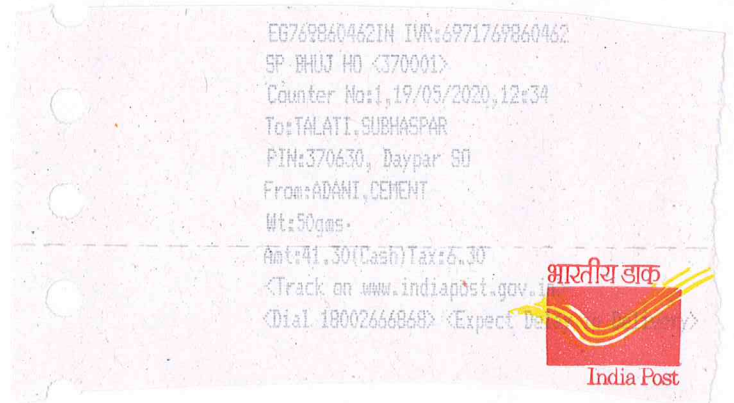 EG769860462IN IVR:6971769860462
SP BHUJ HO <370001>
Counter No:1,19/05/2020,12:34
To:TALATI,SUBHASPAR
PIN:370630, Daypar SO
From:ADANI,CEMENT
Wt:50gms.
Amt:41.30(Cash)Tax:6.30
<Track on www.indiapost.gov.i
<Dial 18002666868> <Expect De
भारतीय डाक
India Post